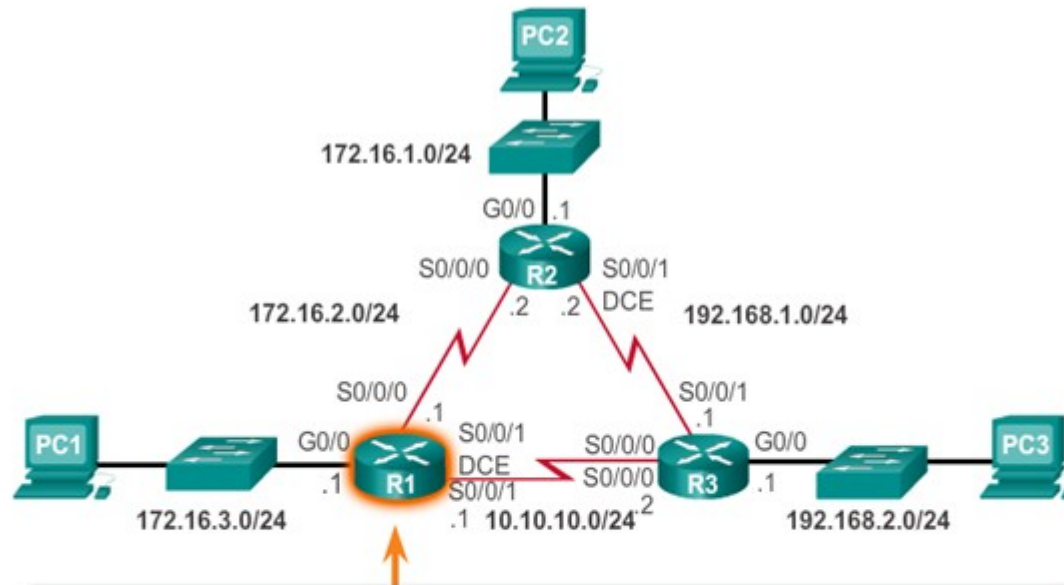 PC2
172.16.1.0/24
G0/0
.1
S0/0/0
R2
S0/0/1
DCE
.2
.2
172.16.2.0/24
192.168.1.0/24
S0/0/0
.1
S0/0/1
.1
PC1
G0/0
S0/0/1
DCE
S0/0/0
G0/0
PC3
.1
R1
S0/0/1
.1
S0/0/0
.2
R3
.1
172.16.3.0/24
10.10.10.0/24
192.168.2.0/24